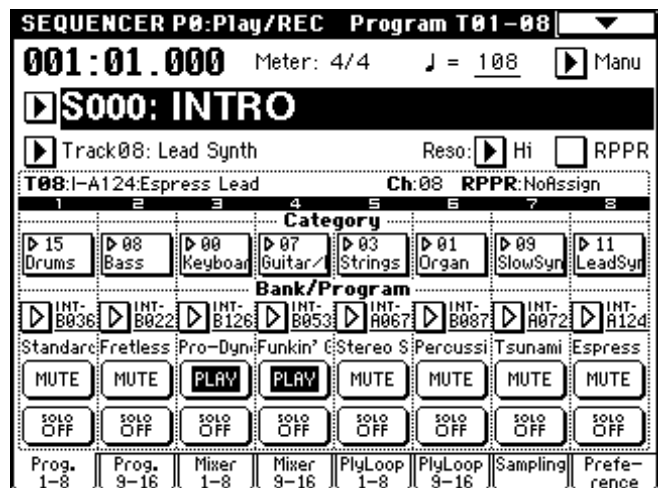 SEQUENCER P0:Play/REC Program T01-08
001:01.000 Meter: 4/4 ♩ = 108 Manu
S000: INTRO
Track08: Lead Synth Reso: Hi RPPR
T08:I-A124:Espress Lead Ch:08 RPPR:NoAssign
1 2 3 4 5 6 7 8
Category
15 08 00 07 03 01 09 11
Drums Bass Keyboar Guitar/ Strings Organ SlowSyn LeadSyn
Bank/Program
INT- INT- INT- INT- INT- INT- INT- INT-
B036 B022 B126 B053 A067 B087 A072 A124
Standard Fretless Pro-Dyn Funkin' Stereo S Percussi Tsunami Espress
MUTE MUTE PLAY PLAY MUTE MUTE MUTE MUTE
SOLO SOLO SOLO SOLO SOLO SOLO SOLO SOLO
OFF OFF OFF OFF OFF OFF OFF OFF
Prog. Prog. Mixer Mixer PlyLoop PlyLoop Sampling Prefe-
1-8 9-16 1-8 9-16 1-8 9-16 rence